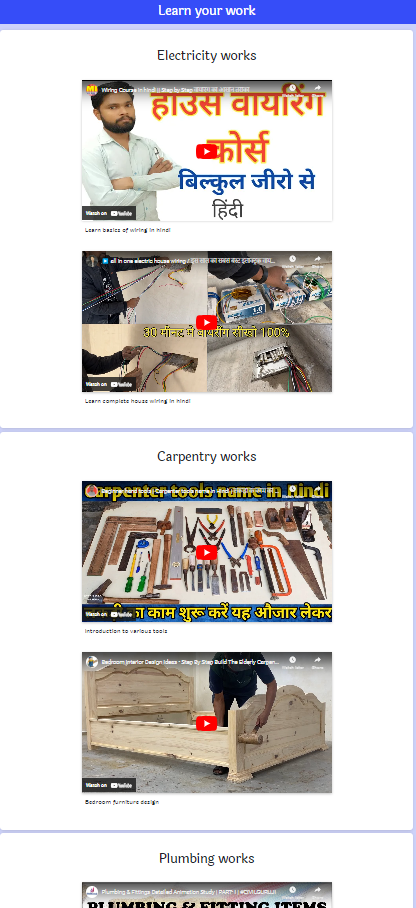 Learn your work
Electricity works
Wiring Course in hindi || Step by Step वायरिंग का आसान तरीका
हाउस वायरिंग
कोर्स
बिल्कुल जीरो से
हिंदी
Watch on YouTube
Learn basics of wiring in hindi
all in one electric house wiring
30 मिनट में वायरिंग सीखो 100%
Watch on YouTube
Learn complete house wiring in hindi
Carpentry works
Carpenter tools name in Hindi
का काम शुरू करें यह औजार लेकर
Watch on YouTube
Introduction to various tools
Bedroom Interior Design Ideas - Step By Step Build The Elderly Carpen...
Watch on YouTube
Bedroom furniture design
Plumbing works
Plumbing & Fittings Detailed Animation Study | PART-1 | #CIVILGURUJI
PLUMBING & FITTING ITEMS